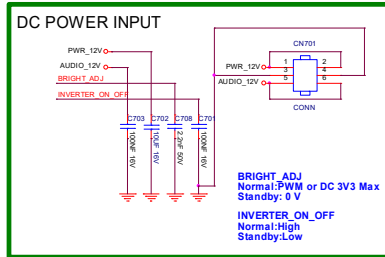 DC POWER INPUT
CN701
PWR_12V
AUDIO_12V
BRIGHT_ADJ
INVERTER_ON_OFF
PWR_12V
AUDIO_12V
1 2
3 4
5 6
CONN
C703 C702 C708 C701
100NF 16V
10UF 16V
2.2nF 50V
100NF 16V
BRIGHT_ADJ
Normal:PWM or DC 3V3 Max
Standby: 0 V
INVERTER_ON_OFF
Normal:High
Standby:Low